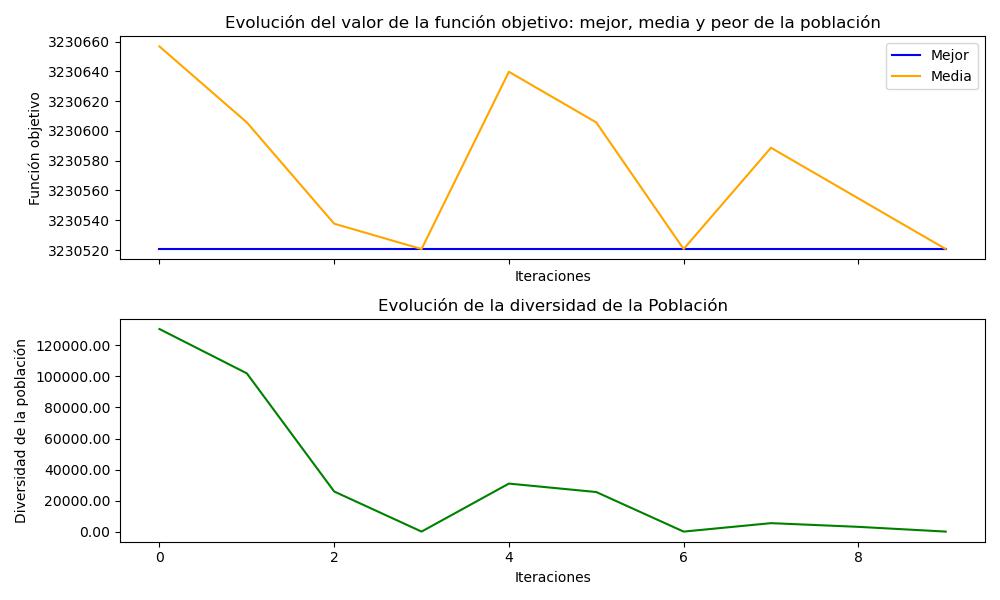 Evolución del valor de la función objetivo: mejor, media y peor de la población
3230660
3230640
3230620
3230600
3230580
3230560
3230540
3230520
Función objetivo
Mejor
Media
Iteraciones
Evolución de la diversidad de la Población
120000.00
100000.00
80000.00
60000.00
40000.00
20000.00
0.00
Diversidad de la población
0 2 4 6 8
Iteraciones